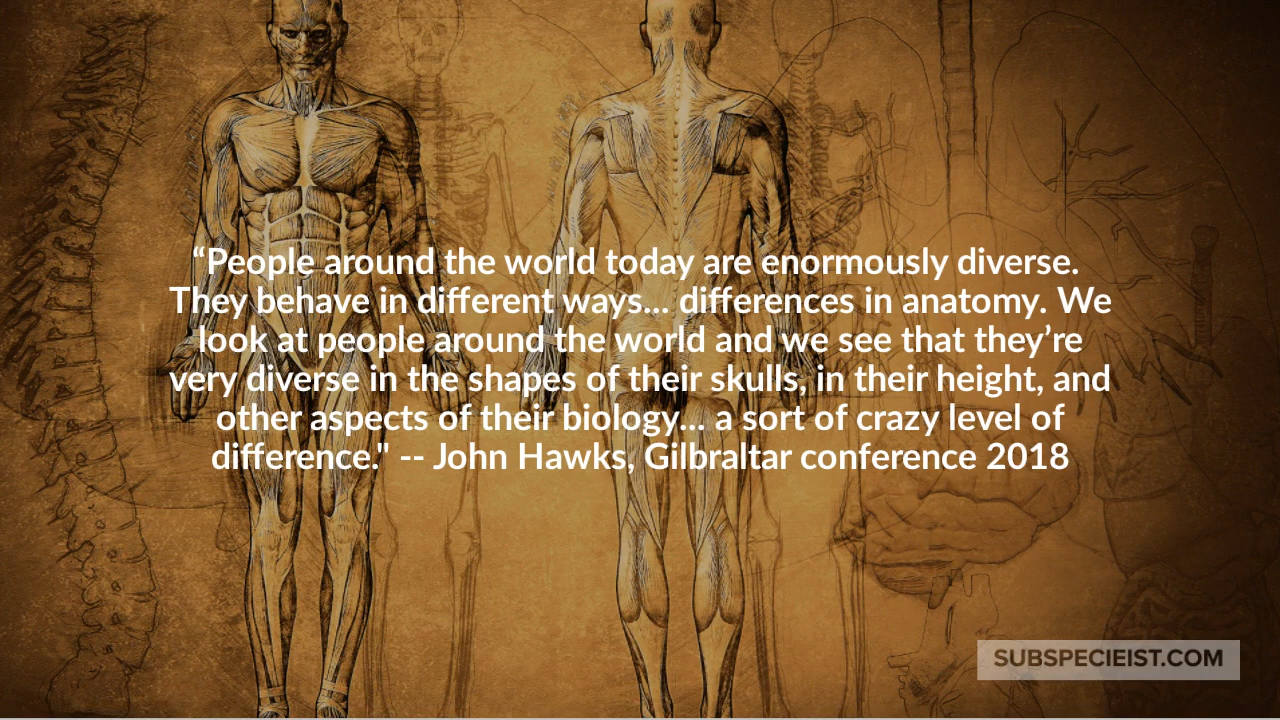 “People around the world today are enormously diverse.
They behave in different ways... differences in anatomy. We
look at people around the world and we see that they’re
very diverse in the shapes of their skulls, in their height, and
other aspects of their biology... a sort of crazy level of
difference." -- John Hawks, Gilbraltar conference 2018
SUBSPECIEIST.COM